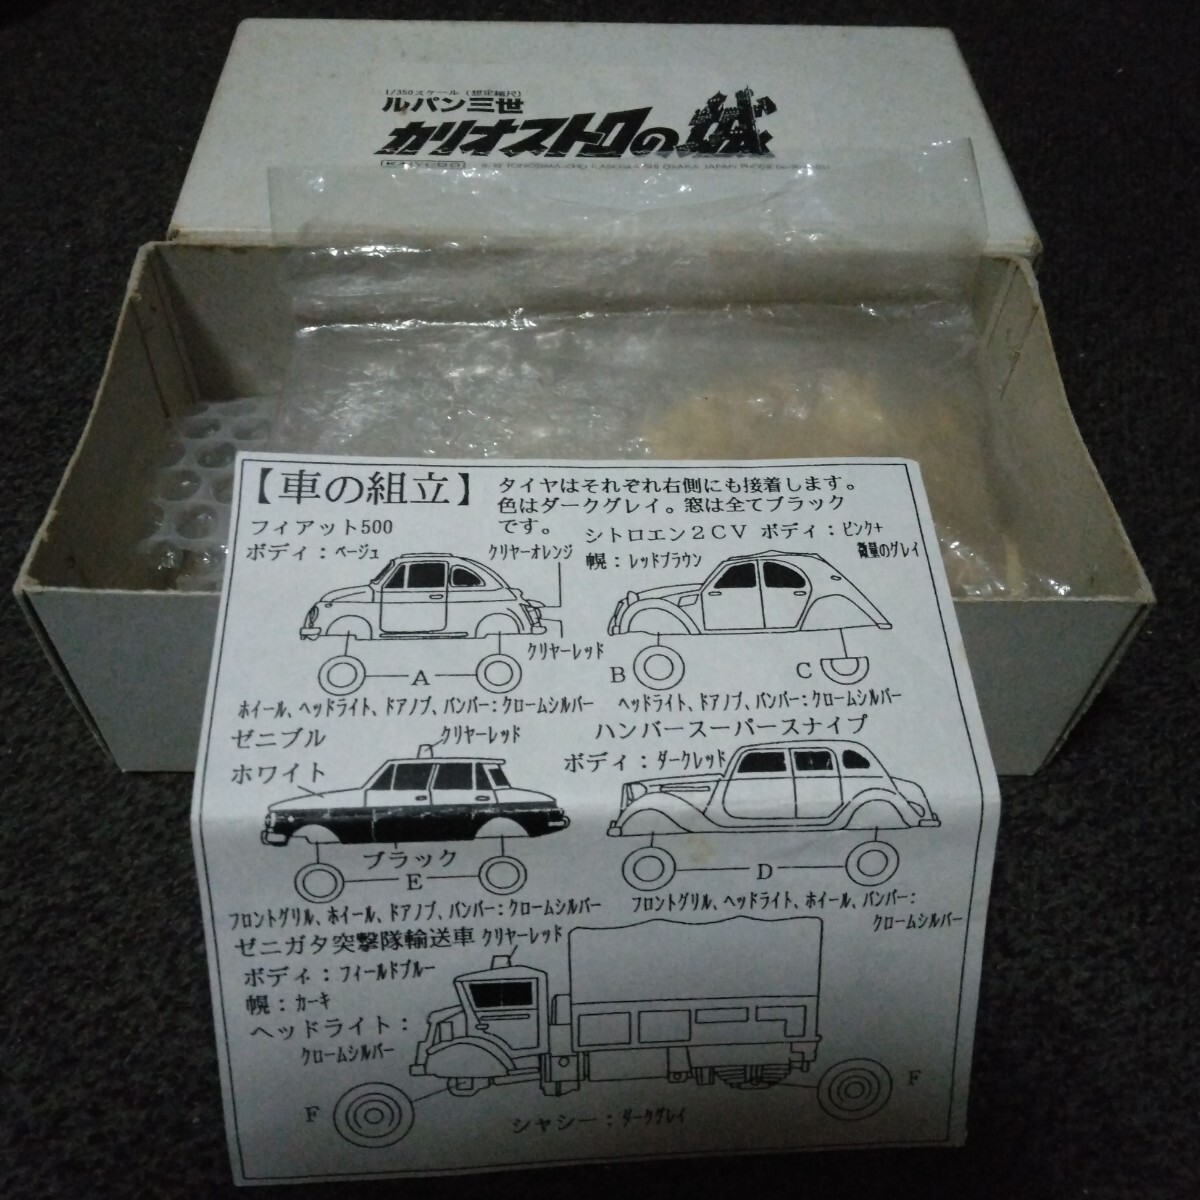 1/350スケール(想定縮尺)
ルパン三世
カリオストロの城
KAIYODO
【車の組立】
タイヤはそれぞれ右側にも接着します。
色はダークグレイ。窓は全てブラック
です。
フィアット500
ボディ:ベージュ
クリヤーオレンジ
クリヤーレッド
A
ホイール、ヘッドライト、ドアノブ、バンパー:クロームシルバー
シトロエン2CV ボディ:ピンク+
微量のグレイ
幌:レッドブラウン
B
C
ヘッドライト、ドアノブ、バンパー:クロームシルバー
ゼニブル
クリヤーレッド
ホワイト
ブラック
E
フロントグリル、ホイール、ドアノブ、バンパー:クロームシルバー
ハンバースーパースナイプ
ボディ:ダークレッド
D
フロントグリル、ヘッドライト、ホイール、バンパー:
クロームシルバー
ゼニガタ突撃隊輸送車
クリヤーレッド
ボディ:フィールドブルー
幌:カーキ
ヘッドライト:
クロームシルバー
F
F
シャシー:ダークグレイ